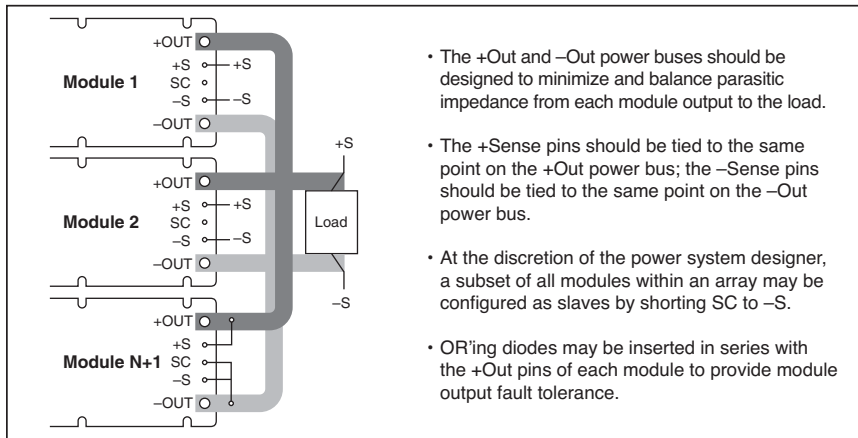 +OUT
+S
+S
Module 1
SC
–S
–S
–OUT
+OUT
+S
+S
Module 2
SC
–S
–S
–OUT
+OUT
+S
Module N+1
SC
–S
–OUT
+S
Load
–S
• The +Out and –Out power buses should be
designed to minimize and balance parasitic
impedance from each module output to the load.
• The +Sense pins should be tied to the same
point on the +Out power bus; the –Sense pins
should be tied to the same point on the –Out
power bus.
• At the discretion of the power system designer,
a subset of all modules within an array may be
configured as slaves by shorting SC to –S.
• OR'ing diodes may be inserted in series with
the +Out pins of each module to provide module
output fault tolerance.